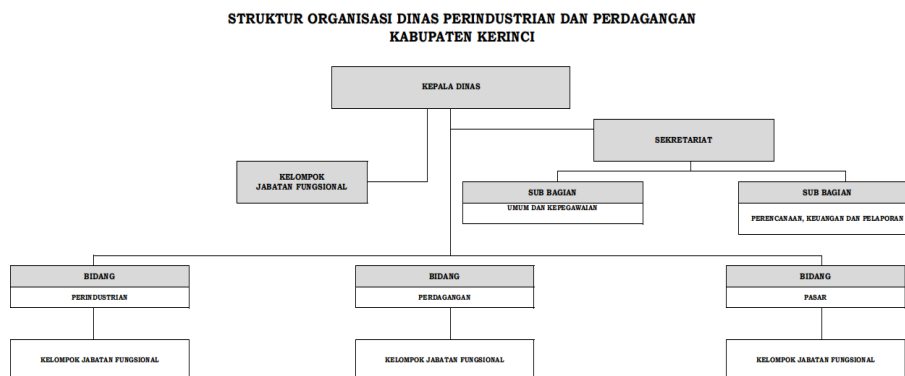 STRUKTUR ORGANISASI DINAS PERINDUSTRIAN DAN PERDAGANGAN
KABUPATEN KERINCI
KEPALA DINAS
SEKRETARIAT
KELOMPOK
JABATAN FUNGSIONAL
SUB BAGIAN
UMUM DAN KEPEGAWAIAN
SUB BAGIAN
PERENCANAAN, KEUANGAN DAN PELAPORAN
BIDANG
PERINDUSTRIAN
BIDANG
PERDAGANGAN
BIDANG
PASAR
KELOMPOK JABATAN FUNGSIONAL
KELOMPOK JABATAN FUNGSIONAL
KELOMPOK JABATAN FUNGSIONAL